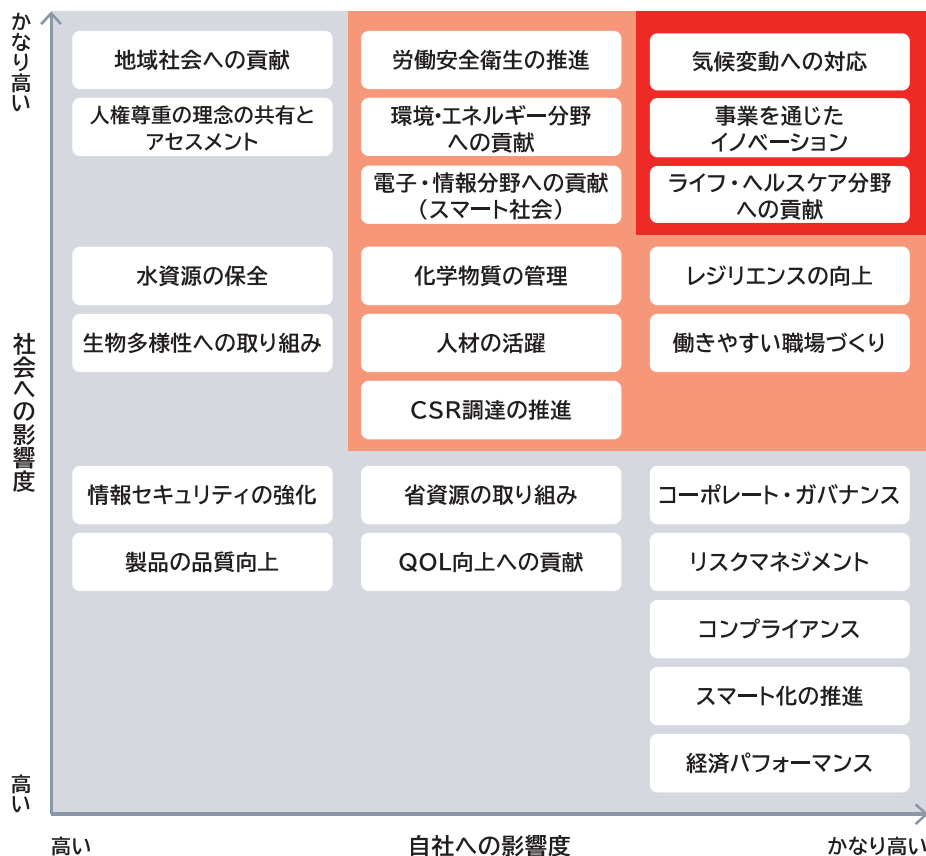 かなり高い
地域社会への貢献
人権尊重の理念の共有と
アセスメント
労働安全衛生の推進
環境・エネルギー分野
への貢献
電子・情報分野への貢献
(スマート社会)
気候変動への対応
事業を通じた
イノベーション
ライフ・ヘルスケア分野
への貢献
社会への影響度
水資源の保全
生物多様性への取り組み
化学物質の管理
人材の活躍
CSR調達の推進
レジリエンスの向上
働きやすい職場づくり
情報セキュリティの強化
製品の品質向上
省資源の取り組み
QOL向上への貢献
コーポレート・ガバナンス
リスクマネジメント
コンプライアンス
スマート化の推進
経済パフォーマンス
高い
高い
自社への影響度
かなり高い